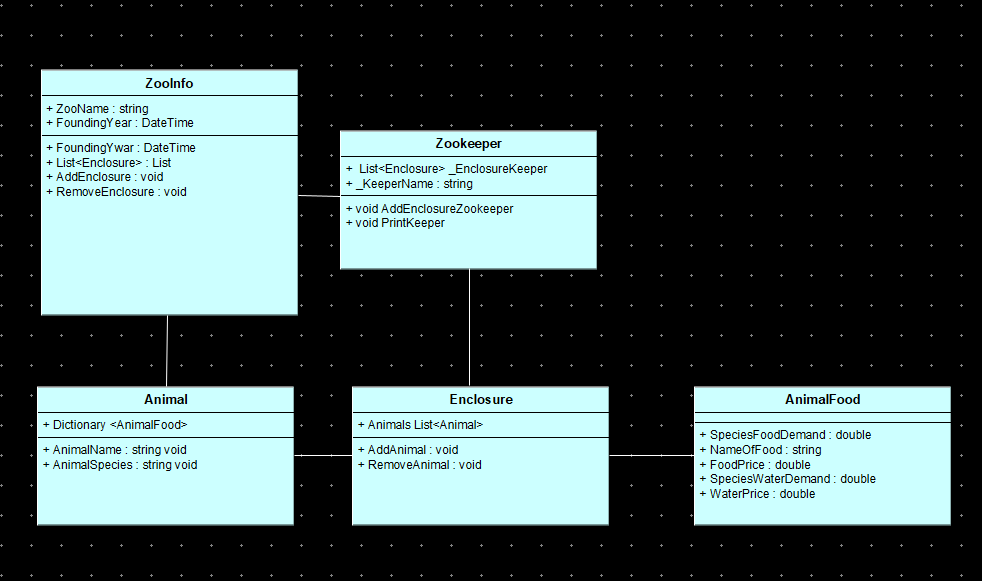 ZooInfo
+ ZooName : string
+ FoundingYear : DateTime
+ FoundingYwar : DateTime
+ List<Enclosure> : List
+ AddEnclosure : void
+ RemoveEnclosure : void
Zookeeper
+ List<Enclosure> _EnclosureKeeper
+ _KeeperName : string
+ void AddEnclosureZookeeper
+ void PrintKeeper
Animal
+ Dictionary <AnimalFood>
+ AnimalName : string void
+ AnimalSpecies : string void
Enclosure
+ Animals List<Animal>
+ AddAnimal : void
+ RemoveAnimal : void
AnimalFood
+ SpeciesFoodDemand : double
+ NameOfFood : string
+ FoodPrice : double
+ SpeciesWaterDemand : double
+ WaterPrice : double